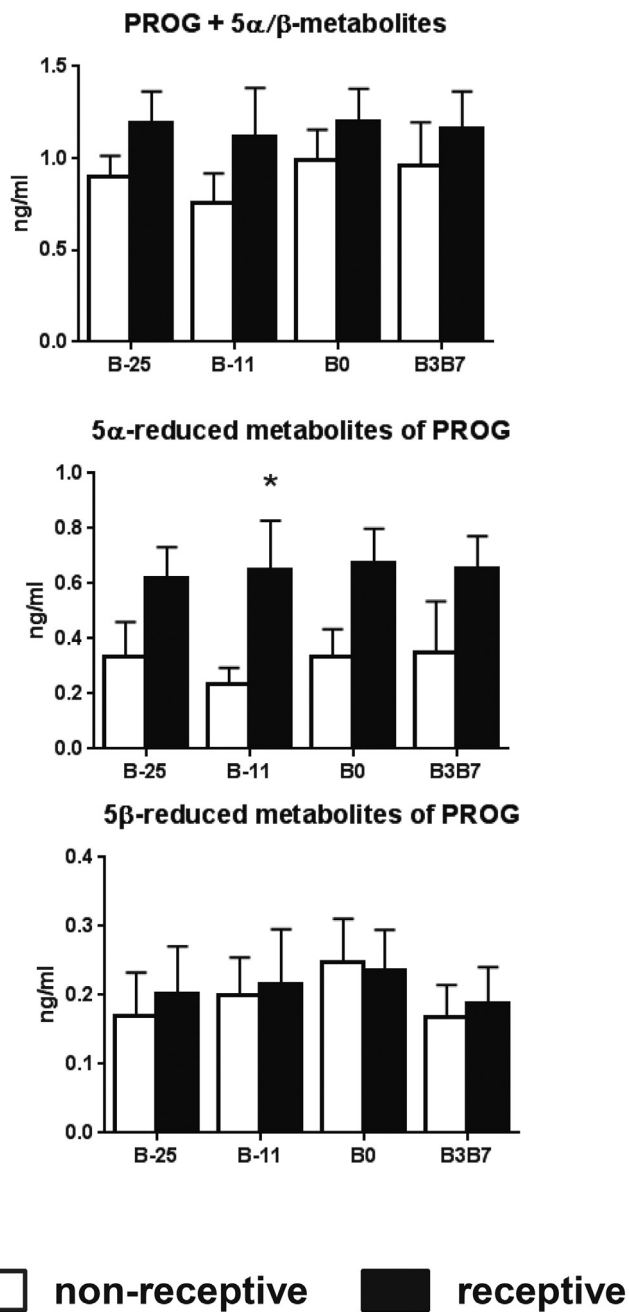 PROG + 5α/β-metabolites
1.5
1.0
0.5
0.0
ng/ml
B-25 B-11 B0 B3B7
5α-reduced metabolites of PROG
1.0
0.8
0.6
0.4
0.2
0.0
ng/ml
*
B-25 B-11 B0 B3B7
5β-reduced metabolites of PROG
0.4
0.3
0.2
0.1
0.0
ng/ml
B-25 B-11 B0 B3B7
non-receptive receptive